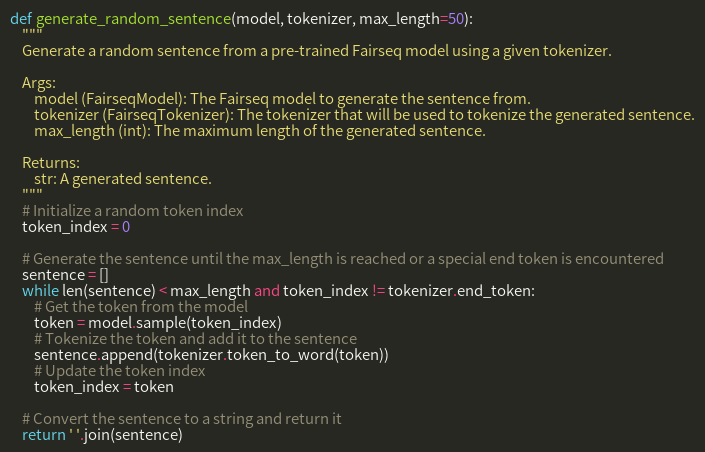 def generate_random_sentence(model, tokenizer, max_length=50):
"""
Generate a random sentence from a pre-trained Fairseq model using a given tokenizer.
Args:
model (FairseqModel): The Fairseq model to generate the sentence from.
tokenizer (FairseqTokenizer): The tokenizer that will be used to tokenize the generated sentence.
max_length (int): The maximum length of the generated sentence.
Returns:
str: A generated sentence.
"""
# Initialize a random token index
token_index = 0
# Generate the sentence until the max_length is reached or a special end token is encountered
sentence = []
while len(sentence) < max_length and token_index != tokenizer.end_token:
# Get the token from the model
token = model.sample(token_index)
# Tokenize the token and add it to the sentence
sentence.append(tokenizer.token_to_word(token))
# Update the token index
token_index = token
# Convert the sentence to a string and return it
return ' '.join(sentence)